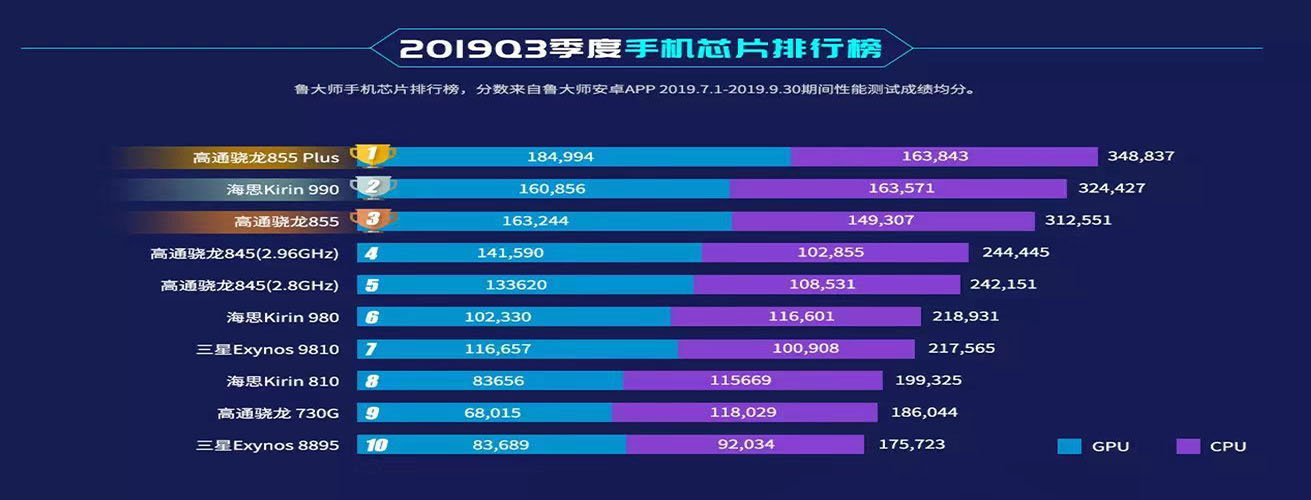 2019Q3季度手机芯片排行榜
鲁大师手机芯片排行榜，分数来自鲁大师安卓APP 2019.7.1-2019.9.30期间性能测试成绩均分。
高通骁龙855 Plus 1 184,994 163,843 348,837
海思Kirin 990 2 160,856 163,571 324,427
高通骁龙855 3 163,244 149,307 312,551
高通骁龙845(2.96GHz) 4 141,590 102,855 244,445
高通骁龙845(2.8GHz) 5 133620 108,531 242,151
海思Kirin 980 6 102,330 116,601 218,931
三星Exynos 9810 7 116,657 100,908 217,565
海思Kirin 810 8 83656 115669 199,325
高通骁龙 730G 9 68,015 118,029 186,044
三星Exynos 8895 10 83,689 92,034 175,723
GPU CPU